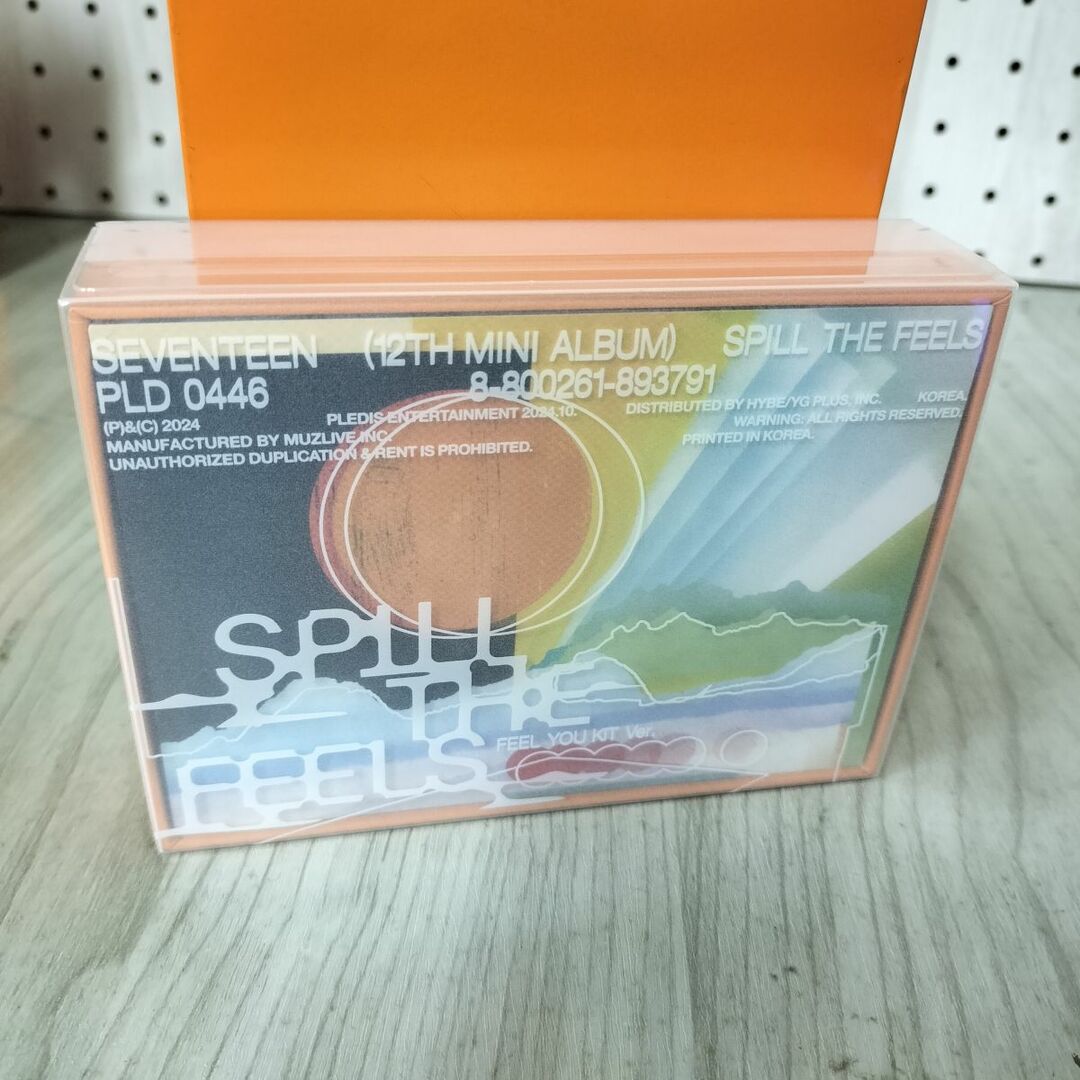 SEVENTEEN (12TH MINI ALBUM) SPILL THE FEELS
PLD 0446 8-800261-893791
(P)&(C) 2024 PLEDIS ENTERTAINMENT 2024.10. DISTRIBUTED BY HYBE/YG PLUS, INC. KOREA.
MANUFACTURED BY MUZLIVE INC. WARNING: ALL RIGHTS RESERVED.
UNAUTHORIZED DUPLICATION & RENT IS PROHIBITED. PRINTED IN KOREA.
SPILL
THE
FEELS
FEEL YOU KIT Ver.